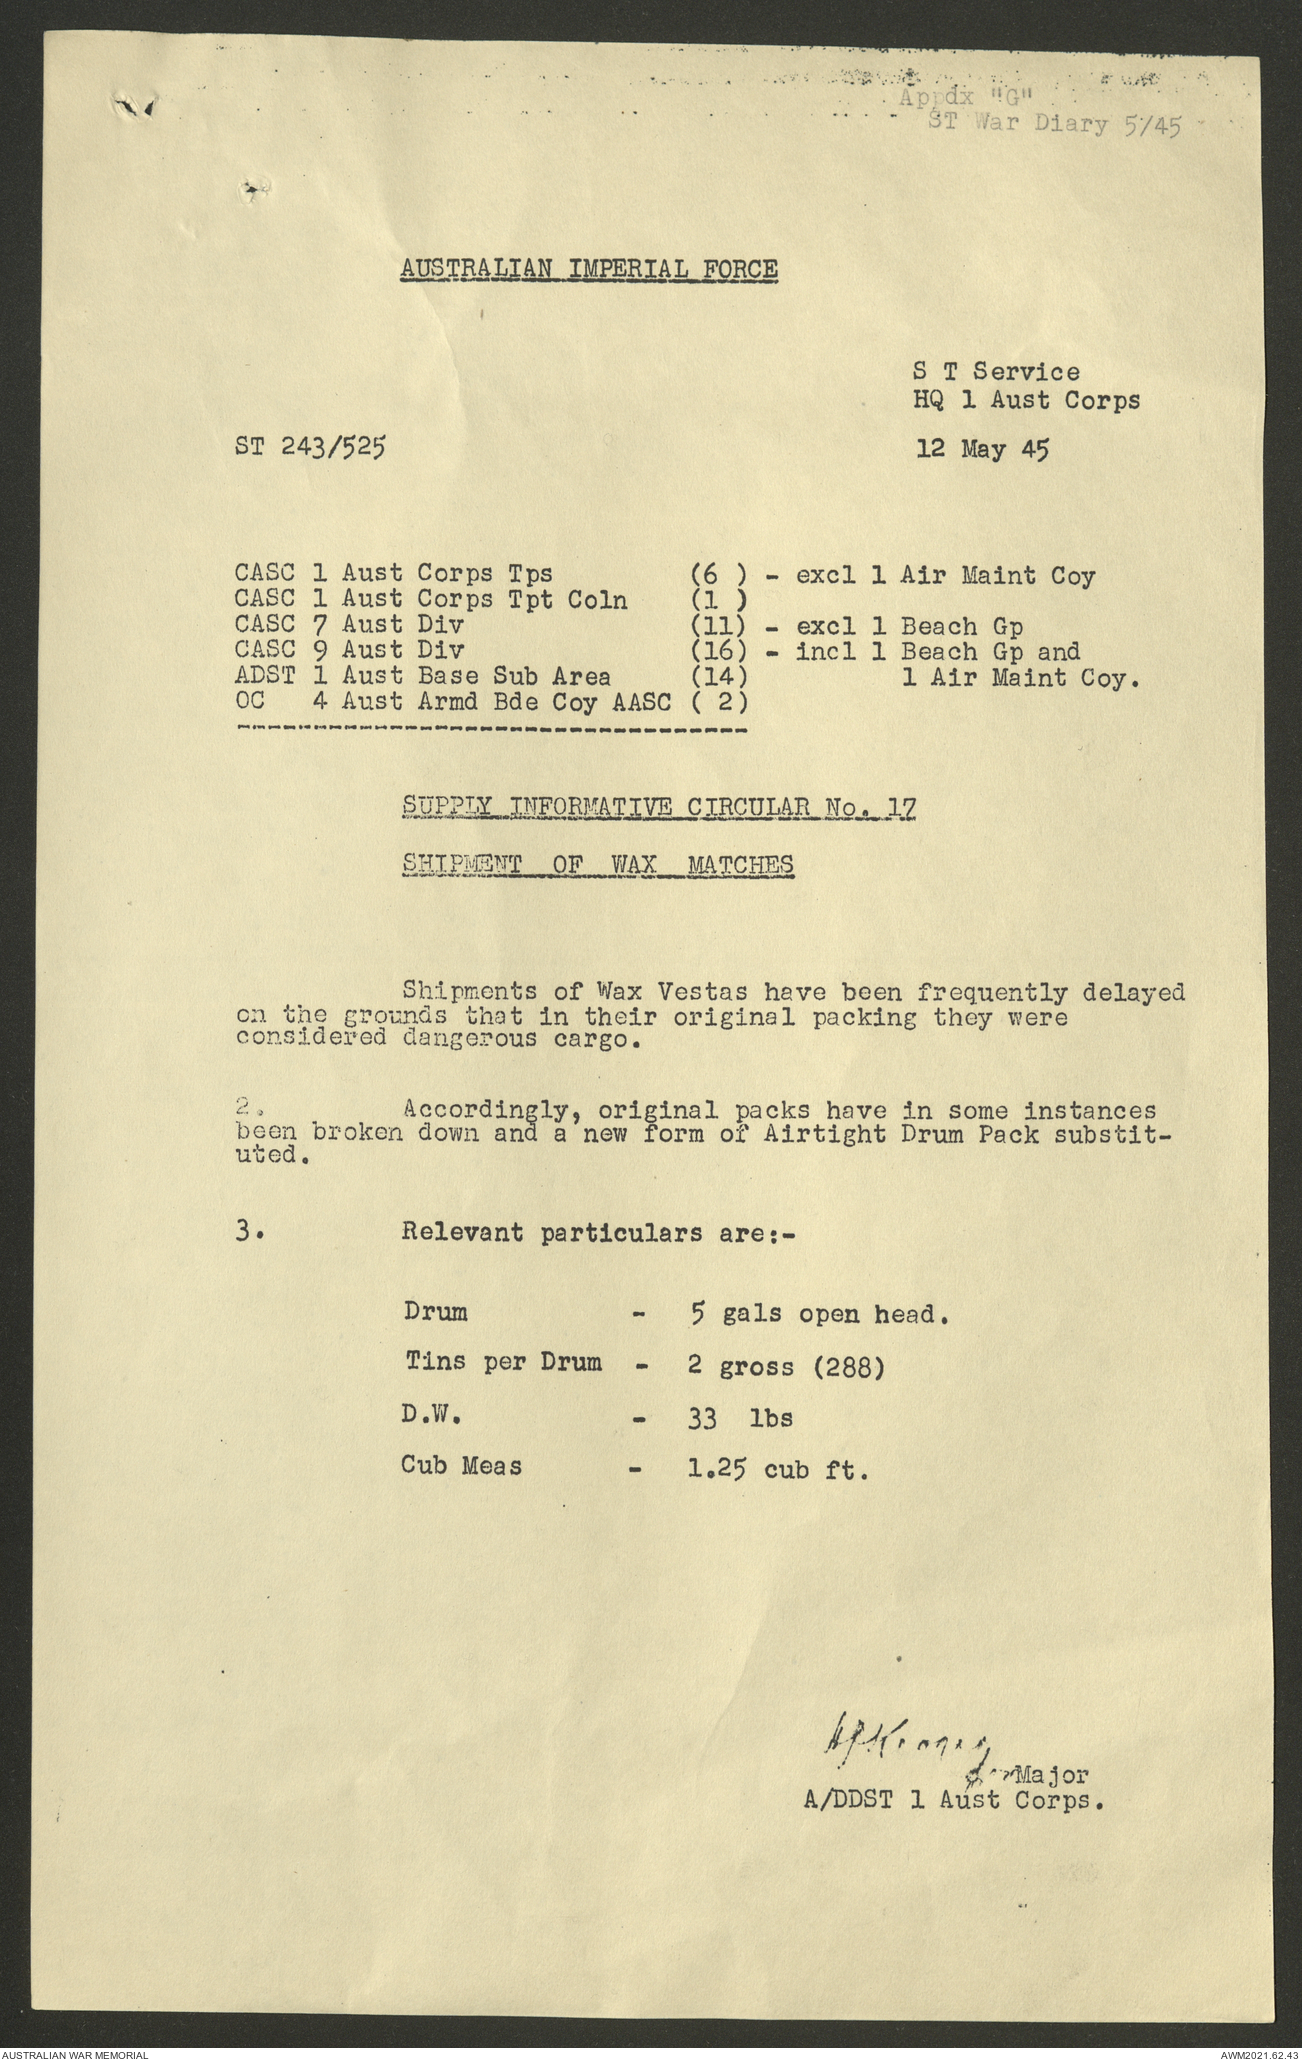 Appdx "G"
ST War Diary 5/45
AUSTRALIAN IMPERIAL FORCE
S T Service
HQ 1 Aust Corps
ST 243/525
12 May 45
CASC 1 Aust Corps Tps (6 ) - excl 1 Air Maint Coy
CASC 1 Aust Corps Tpt Coln (1 )
CASC 7 Aust Div (11) - excl 1 Beach Gp
CASC 9 Aust Div (16) - incl 1 Beach Gp and
ADST 1 Aust Base Sub Area (14) 1 Air Maint Coy.
OC 4 Aust Armd Bde Coy AASC ( 2)
SUPPLY INFORMATIVE CIRCULAR No. 17
SHIPMENT OF WAX MATCHES
Shipments of Wax Vestas have been frequently delayed
on the grounds that in their original packing they were
considered dangerous cargo.
2. Accordingly, original packs have in some instances
been broken down and a new form of Airtight Drum Pack substit-
uted.
3. Relevant particulars are:-
Drum - 5 gals open head.
Tins per Drum - 2 gross (288)
D.W. - 33 lbs
Cub Meas - 1.25 cub ft.
Major
A/DDST 1 Aust Corps.
AUSTRALIAN WAR MEMORIAL
AWM2021.62.43